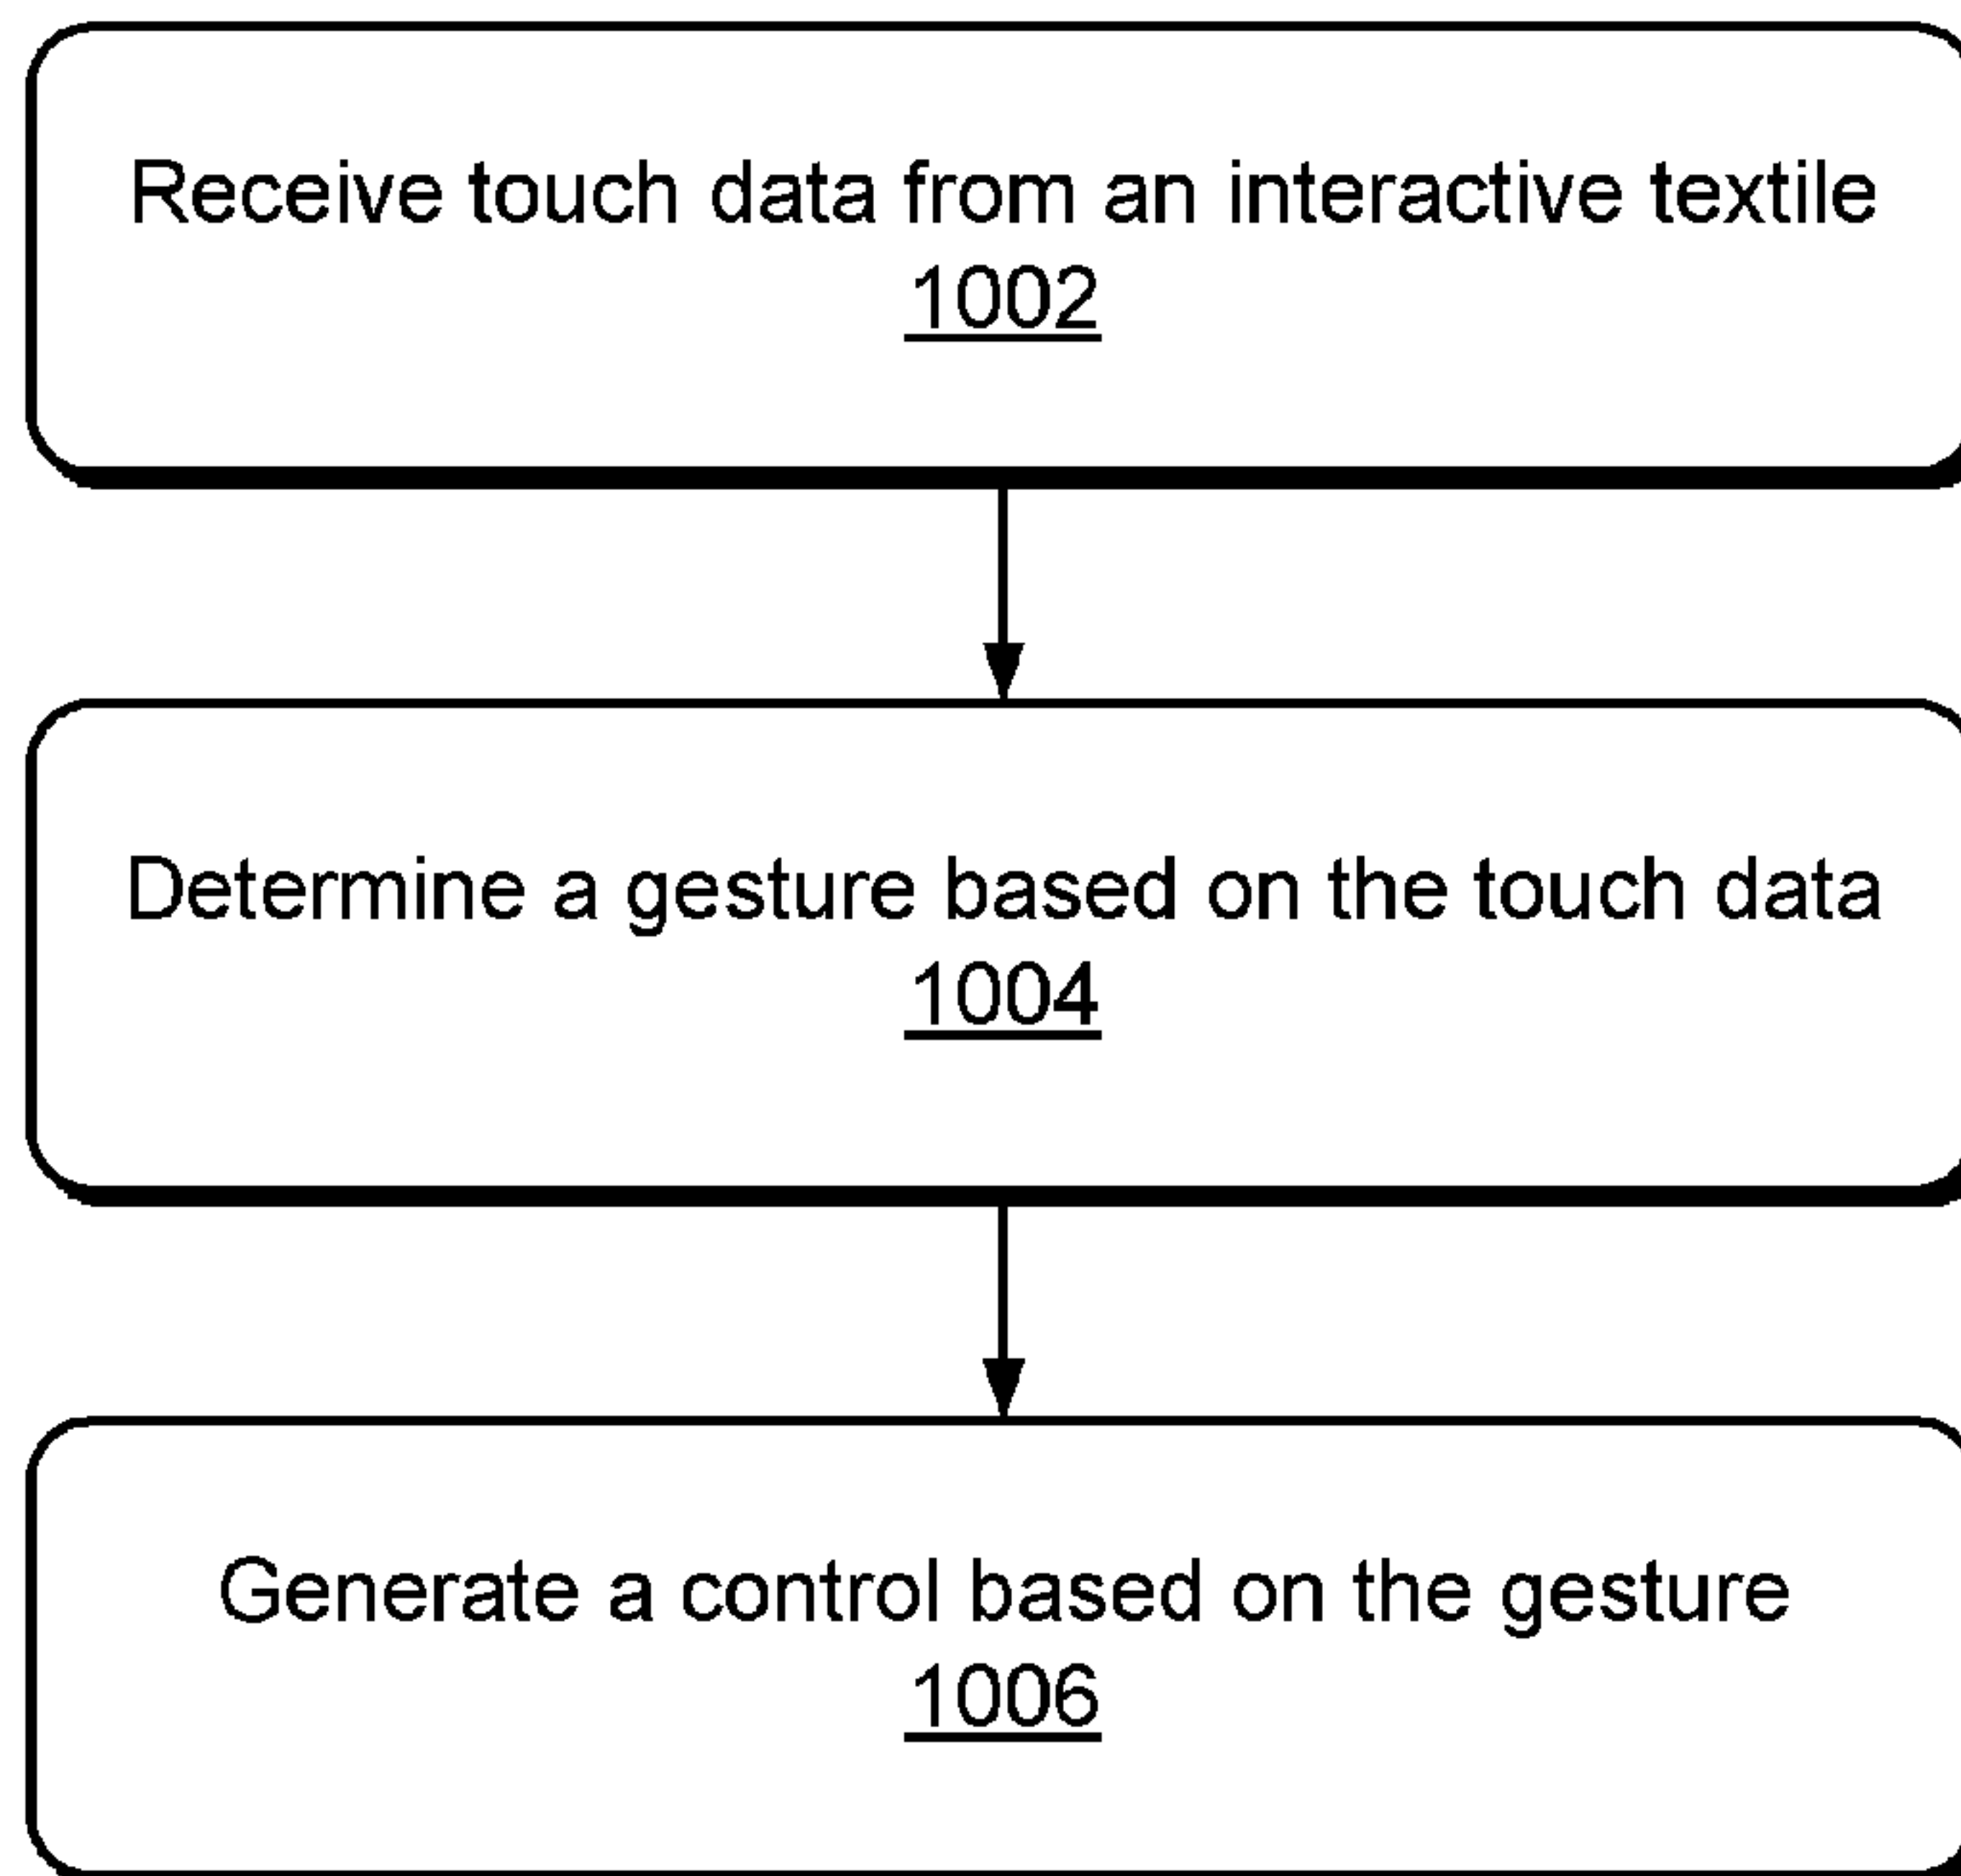 Receive touch data from an interactive textile
1002
Determine a gesture based on the touch data
1004
Generate a control based on the gesture
1006